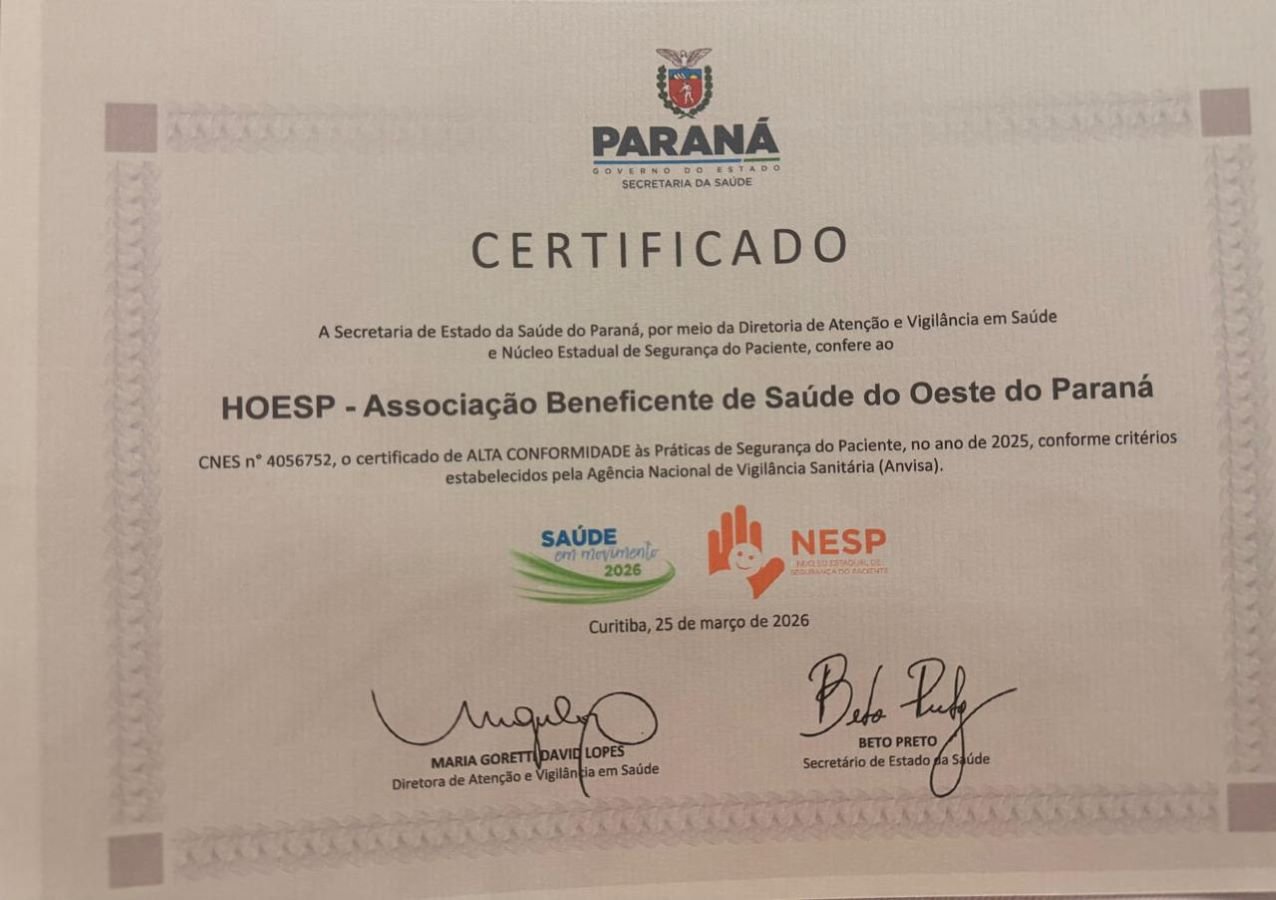 PARANÁ
GOVERNO DO ESTADO
SECRETARIA DA SAÚDE
CERTIFICADO
A Secretaria de Estado da Saúde do Paraná, por meio da Diretoria de Atenção e Vigilância em Saúde
e Núcleo Estadual de Segurança do Paciente, confere ao
HOESP - Associação Beneficente de Saúde do Oeste do Paraná
CNES n° 4056752, o certificado de ALTA CONFORMIDADE às Práticas de Segurança do Paciente, no ano de 2025, conforme critérios
estabelecidos pela Agência Nacional de Vigilância Sanitária (Anvisa).
SAÚDE
em movimento
2026
NESP
NÚCLEO ESTADUAL DE
SEGURANÇA DO PACIENTE
Curitiba, 25 de março de 2026
Beto Preto
MARIA GORETTI DAVID LOPES
Diretora de Atenção e Vigilância em Saúde
BETO PRETO
Secretário de Estado da Saúde